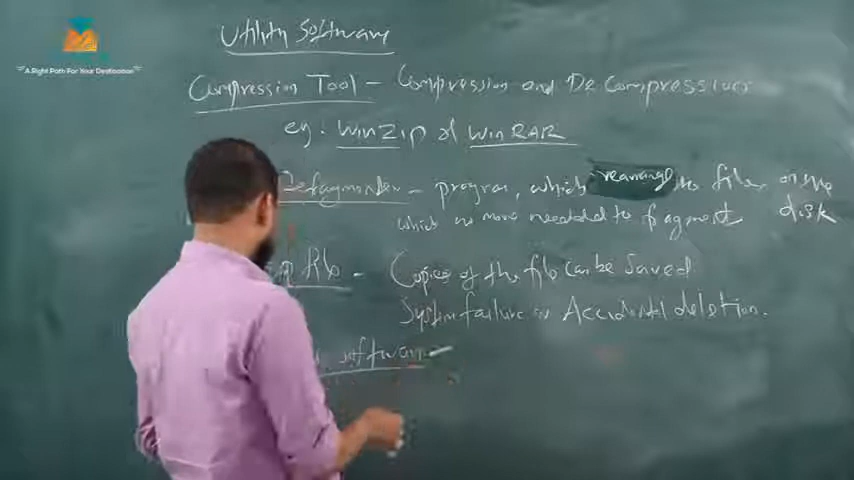 A Right Path For Your Destination
Utility Software
Compression Tool - Compression and De Compression
eg: WinZip of WinRAR
Defragmenter - program, which rearrange the files on the disk
which no more needed to fragment
Copies of the file can be Saved
System failure or Accidental deletion.
software